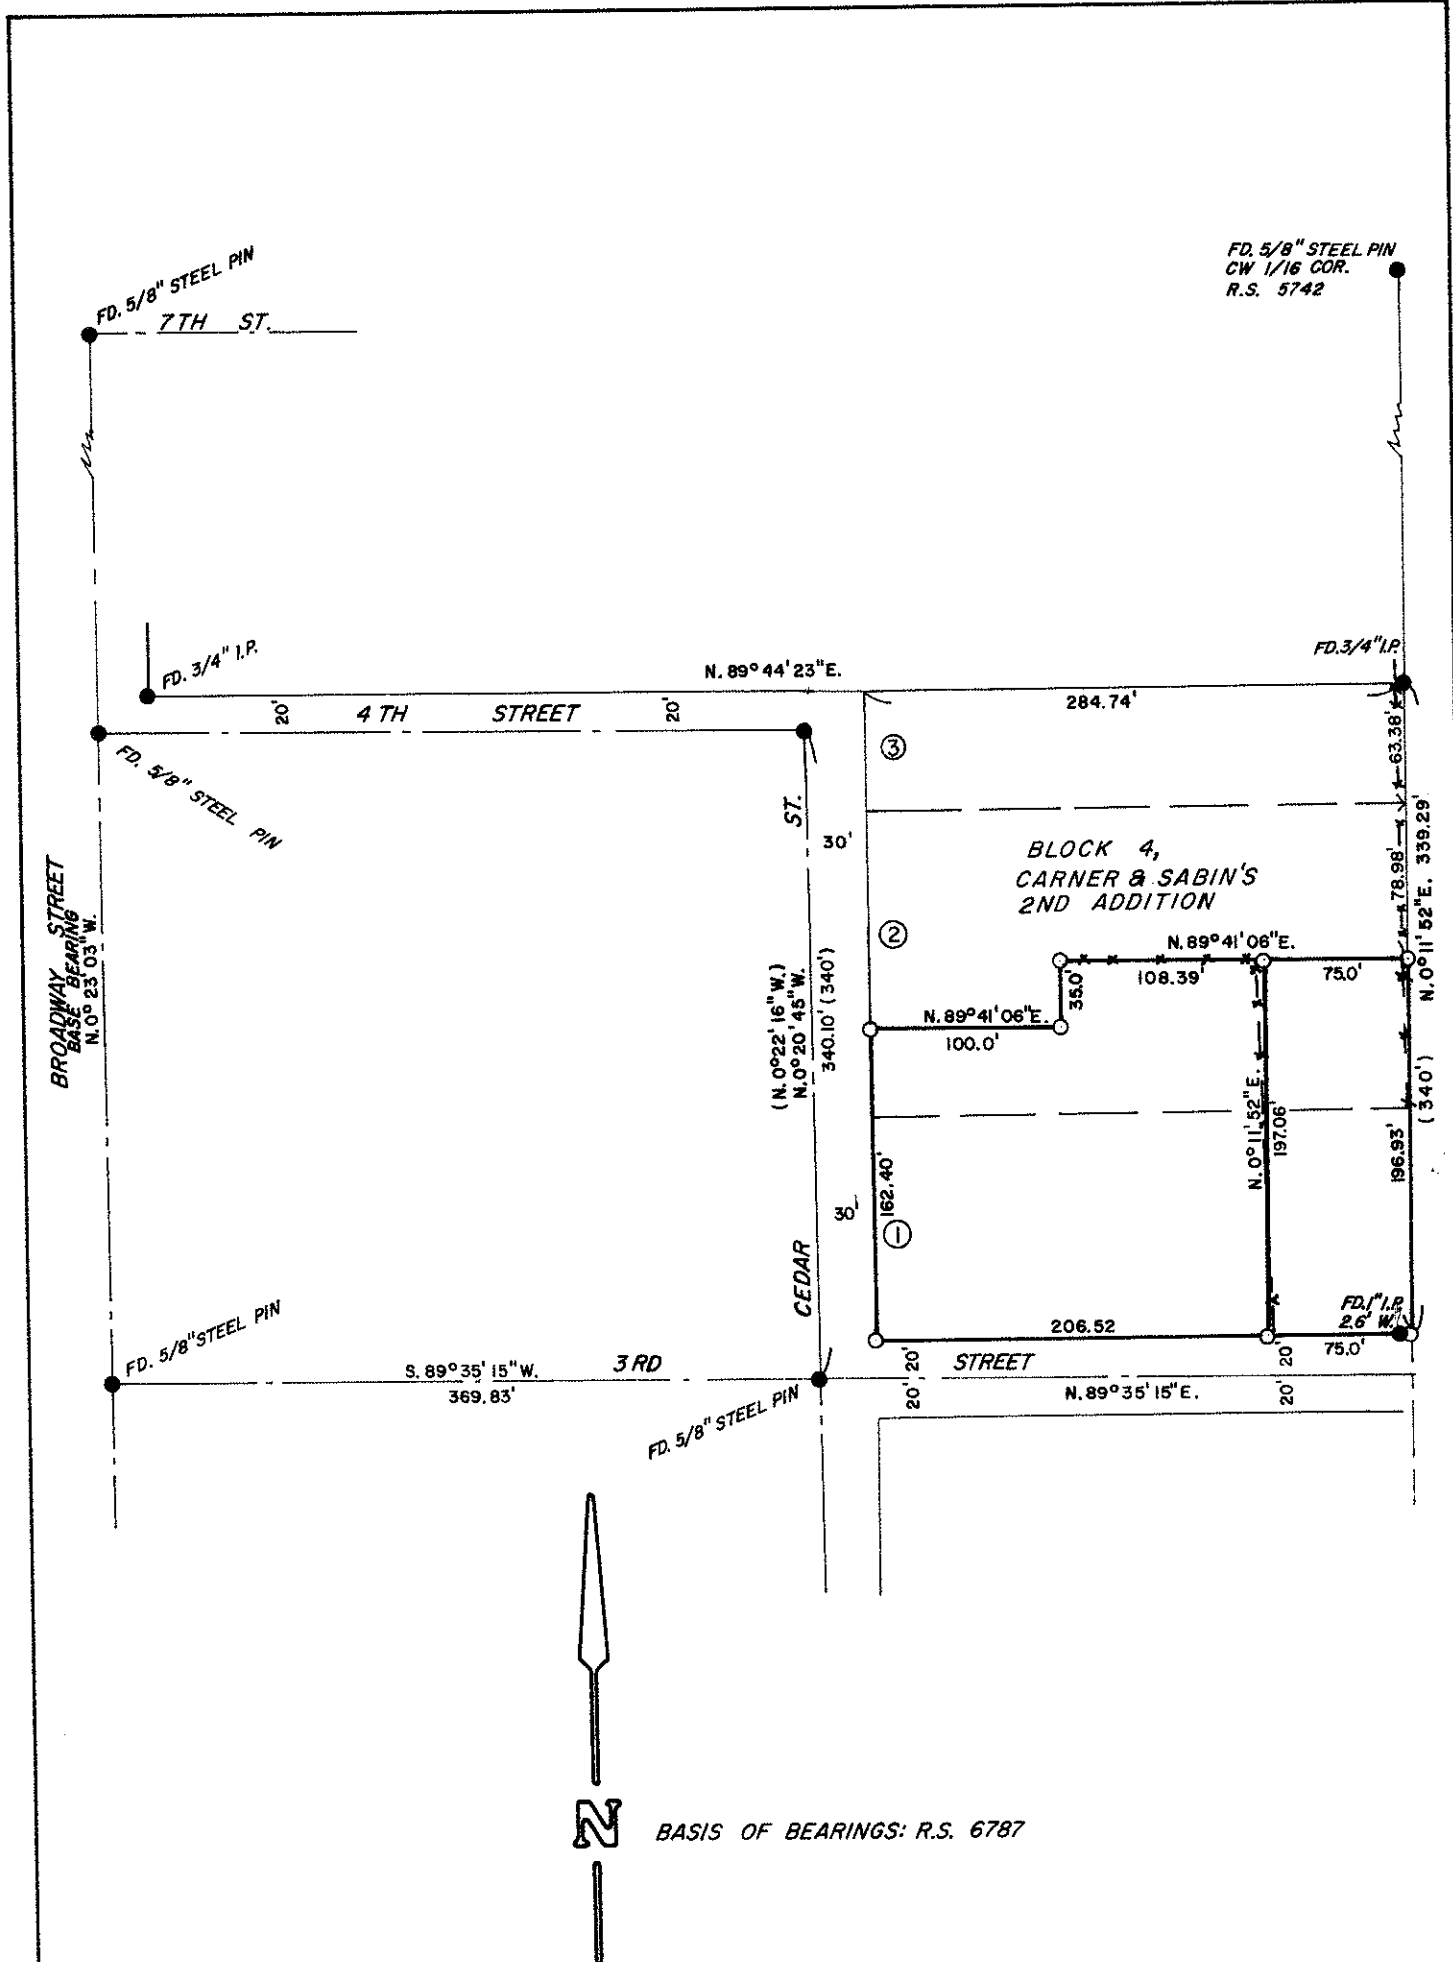 FD. 5/8" STEEL PIN
CW 1/16 COR.
R.S. 5742
FD. 5/8" STEEL PIN
7TH ST.
FD. 3/4" I.P.
FD. 3/4" I.P.
N. 89° 44' 23" E.
284.74'
20'
4 TH STREET
20'
FD. 5/8" STEEL PIN
3
63.38'
ST.
30'
BLOCK 4,
CARNER & SABIN'S
2ND ADDITION
78.98'
N. 0° 11' 52" E. 339.29'
(340')
BROADWAY STREET
BASE BEARING
N. 0° 23' 03" W.
2
N. 89° 41' 06" E.
108.39'
75.0'
35.0'
N. 89° 41' 06" E.
100.0'
(N. 0° 22' 16" W.)
N. 0° 20' 45" W.
340.10' (340')
N. 0° 11' 52" E.
197.06'
196.93'
162.40'
30'
1
CEDAR
FD. 1" I.P.
2.6' W.
206.52
75.0'
FD. 5/8" STEEL PIN
S. 89° 35' 15" W.
369.83'
3 RD
STREET
20'
20'
20'
20'
N. 89° 35' 15" E.
FD. 5/8" STEEL PIN
N
BASIS OF BEARINGS: R.S. 6787